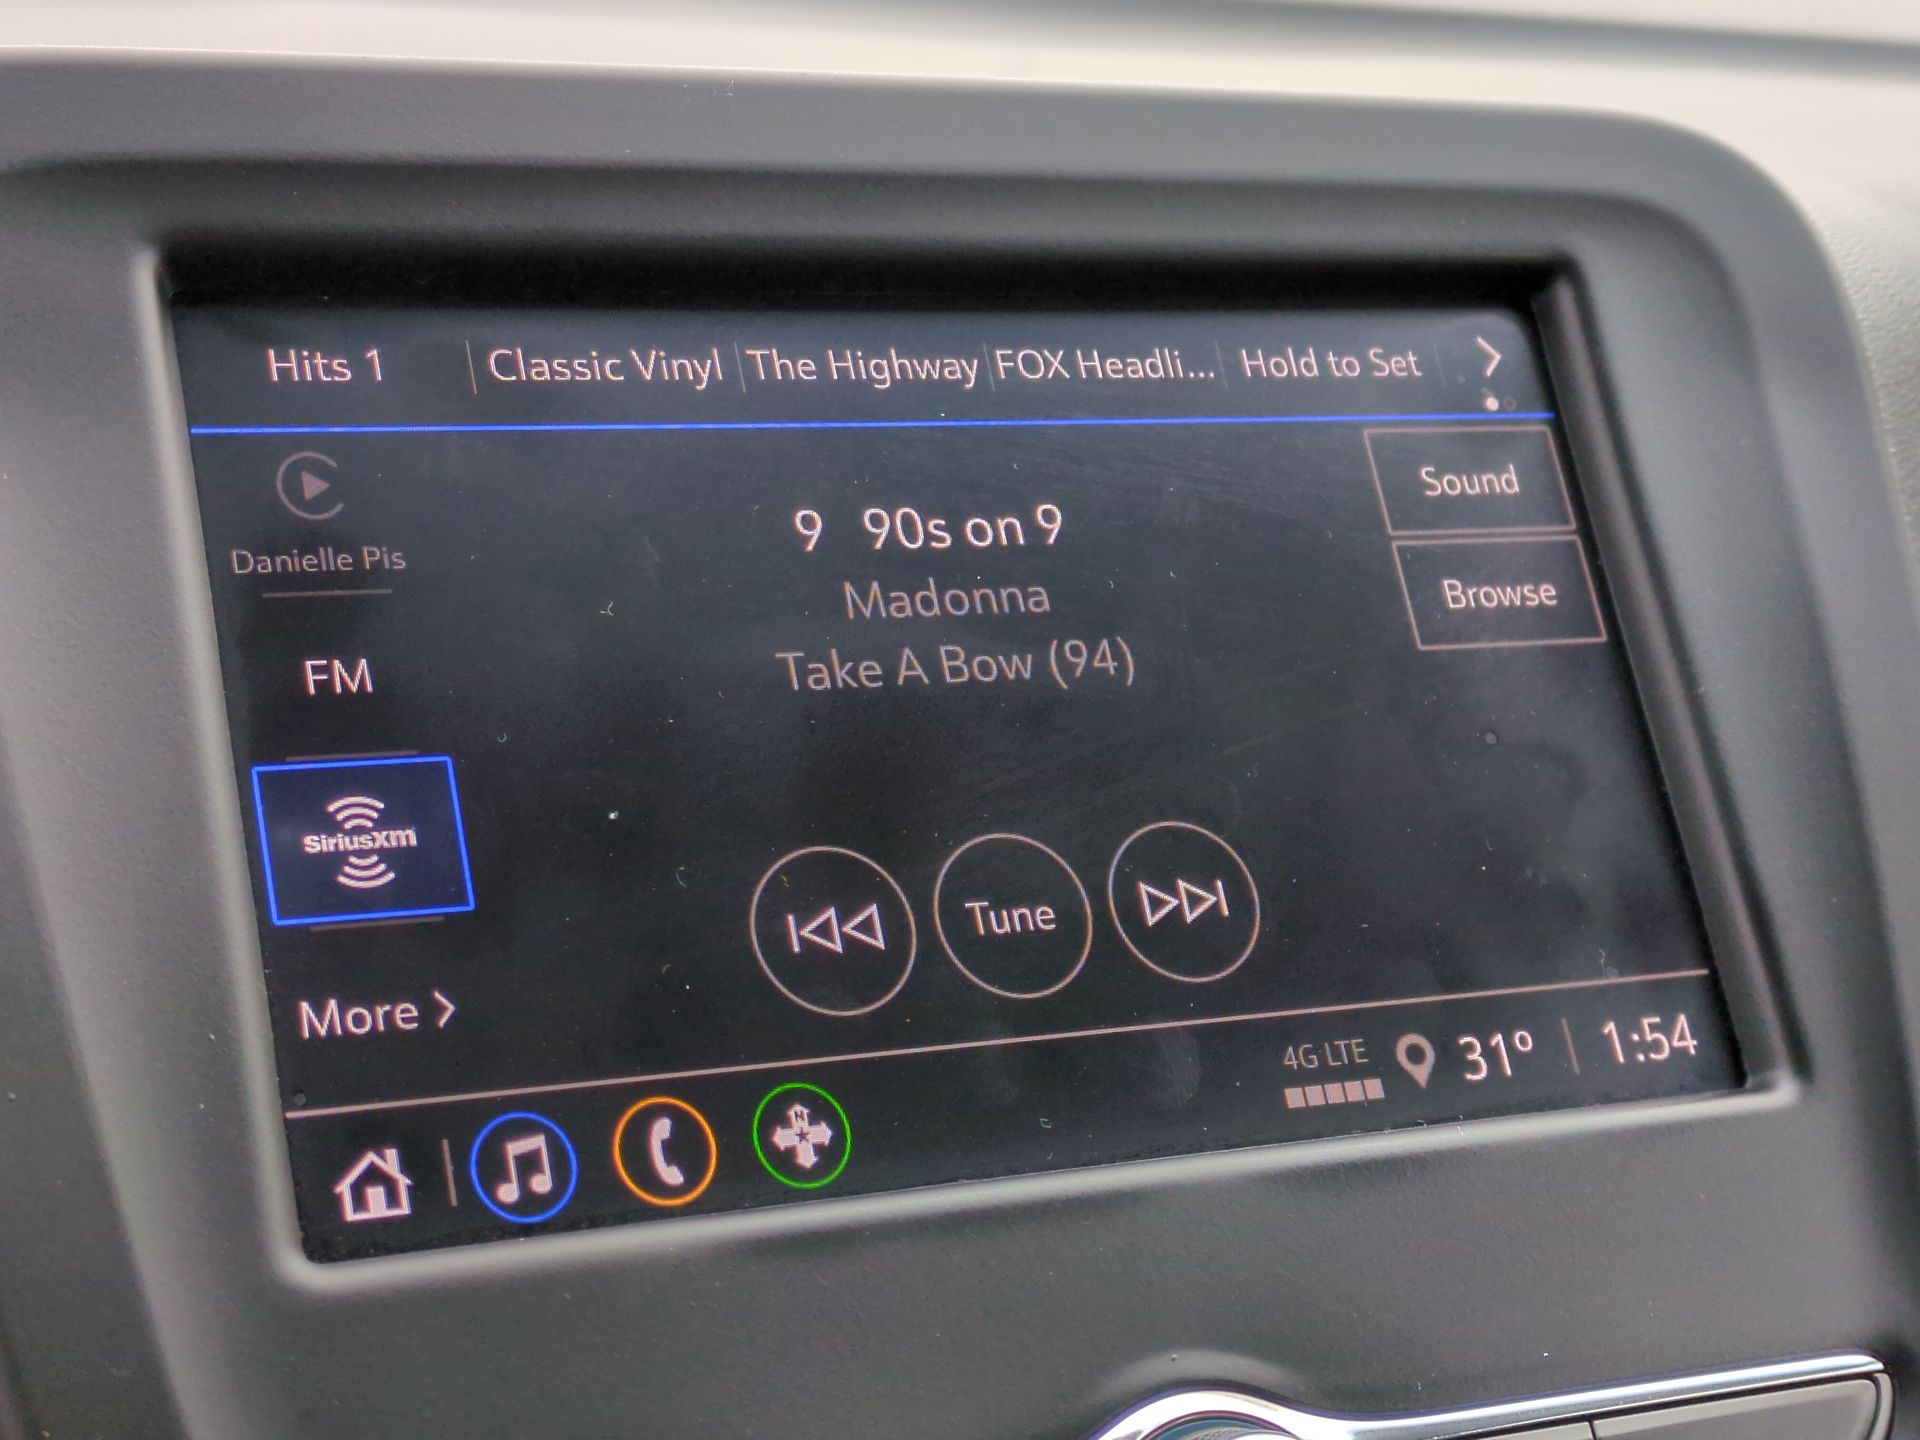 Hits 1 Classic Vinyl The Highway FOX Headli... Hold to Set
Sound
Danielle Pis
9 90s on 9
Browse
Madonna
Take A Bow (94)
FM
SiriusXm
Tune
More >
4G LTE 31° 1:54
N